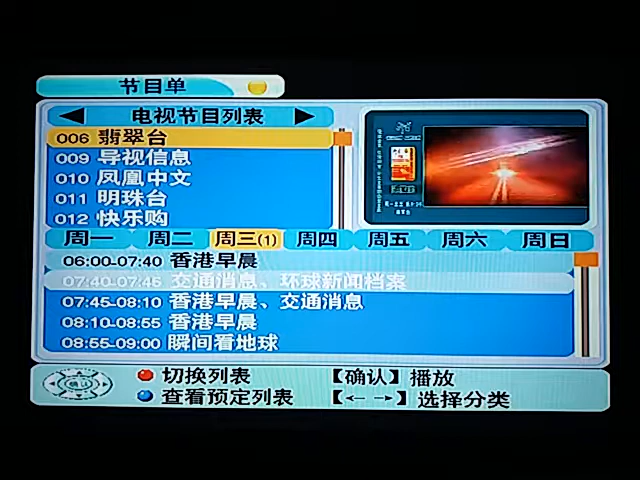 节目单
电视节目列表
006 翡翠台
009 导视信息
010 凤凰中文
011 明珠台
012 快乐购
周一 周二 周三(1) 周四 周五 周六 周日
06:00-07:40 香港早晨
07:40-07:45 交通消息、环球新闻档案
07:45-08:10 香港早晨、交通消息
08:10-08:55 香港早晨
08:55-09:00 瞬间看地球
确认
切换列表 【确认】播放
查看预定列表 【←- -→】选择分类